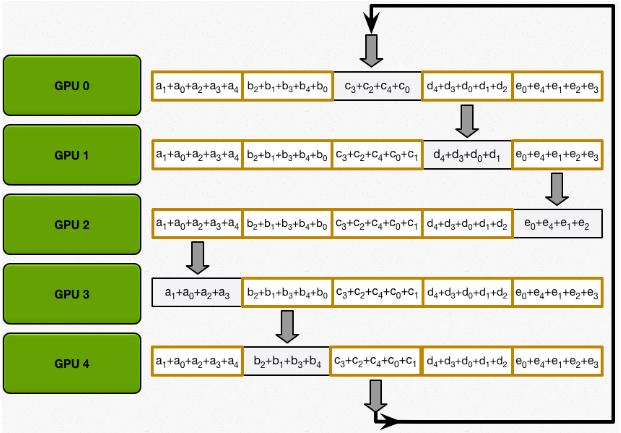 GPU 0 a₁+a₀+a₂+a₃+a₄ b₂+b₁+b₃+b₄+b₀ c₃+c₂+c₄+c₀ d₄+d₃+d₀+d₁+d₂ e₀+e₄+e₁+e₂+e₃
GPU 1 a₁+a₀+a₂+a₃+a₄ b₂+b₁+b₃+b₄+b₀ c₃+c₂+c₄+c₀+c₁ d₄+d₃+d₀+d₁ e₀+e₄+e₁+e₂+e₃
GPU 2 a₁+a₀+a₂+a₃+a₄ b₂+b₁+b₃+b₄+b₀ c₃+c₂+c₄+c₀+c₁ d₄+d₃+d₀+d₁+d₂ e₀+e₄+e₁+e₂
GPU 3 a₁+a₀+a₂+a₃ b₂+b₁+b₃+b₄+b₀ c₃+c₂+c₄+c₀+c₁ d₄+d₃+d₀+d₁+d₂ e₀+e₄+e₁+e₂+e₃
GPU 4 a₁+a₀+a₂+a₃+a₄ b₂+b₁+b₃+b₄ c₃+c₂+c₄+c₀+c₁ d₄+d₃+d₀+d₁+d₂ e₀+e₄+e₁+e₂+e₃